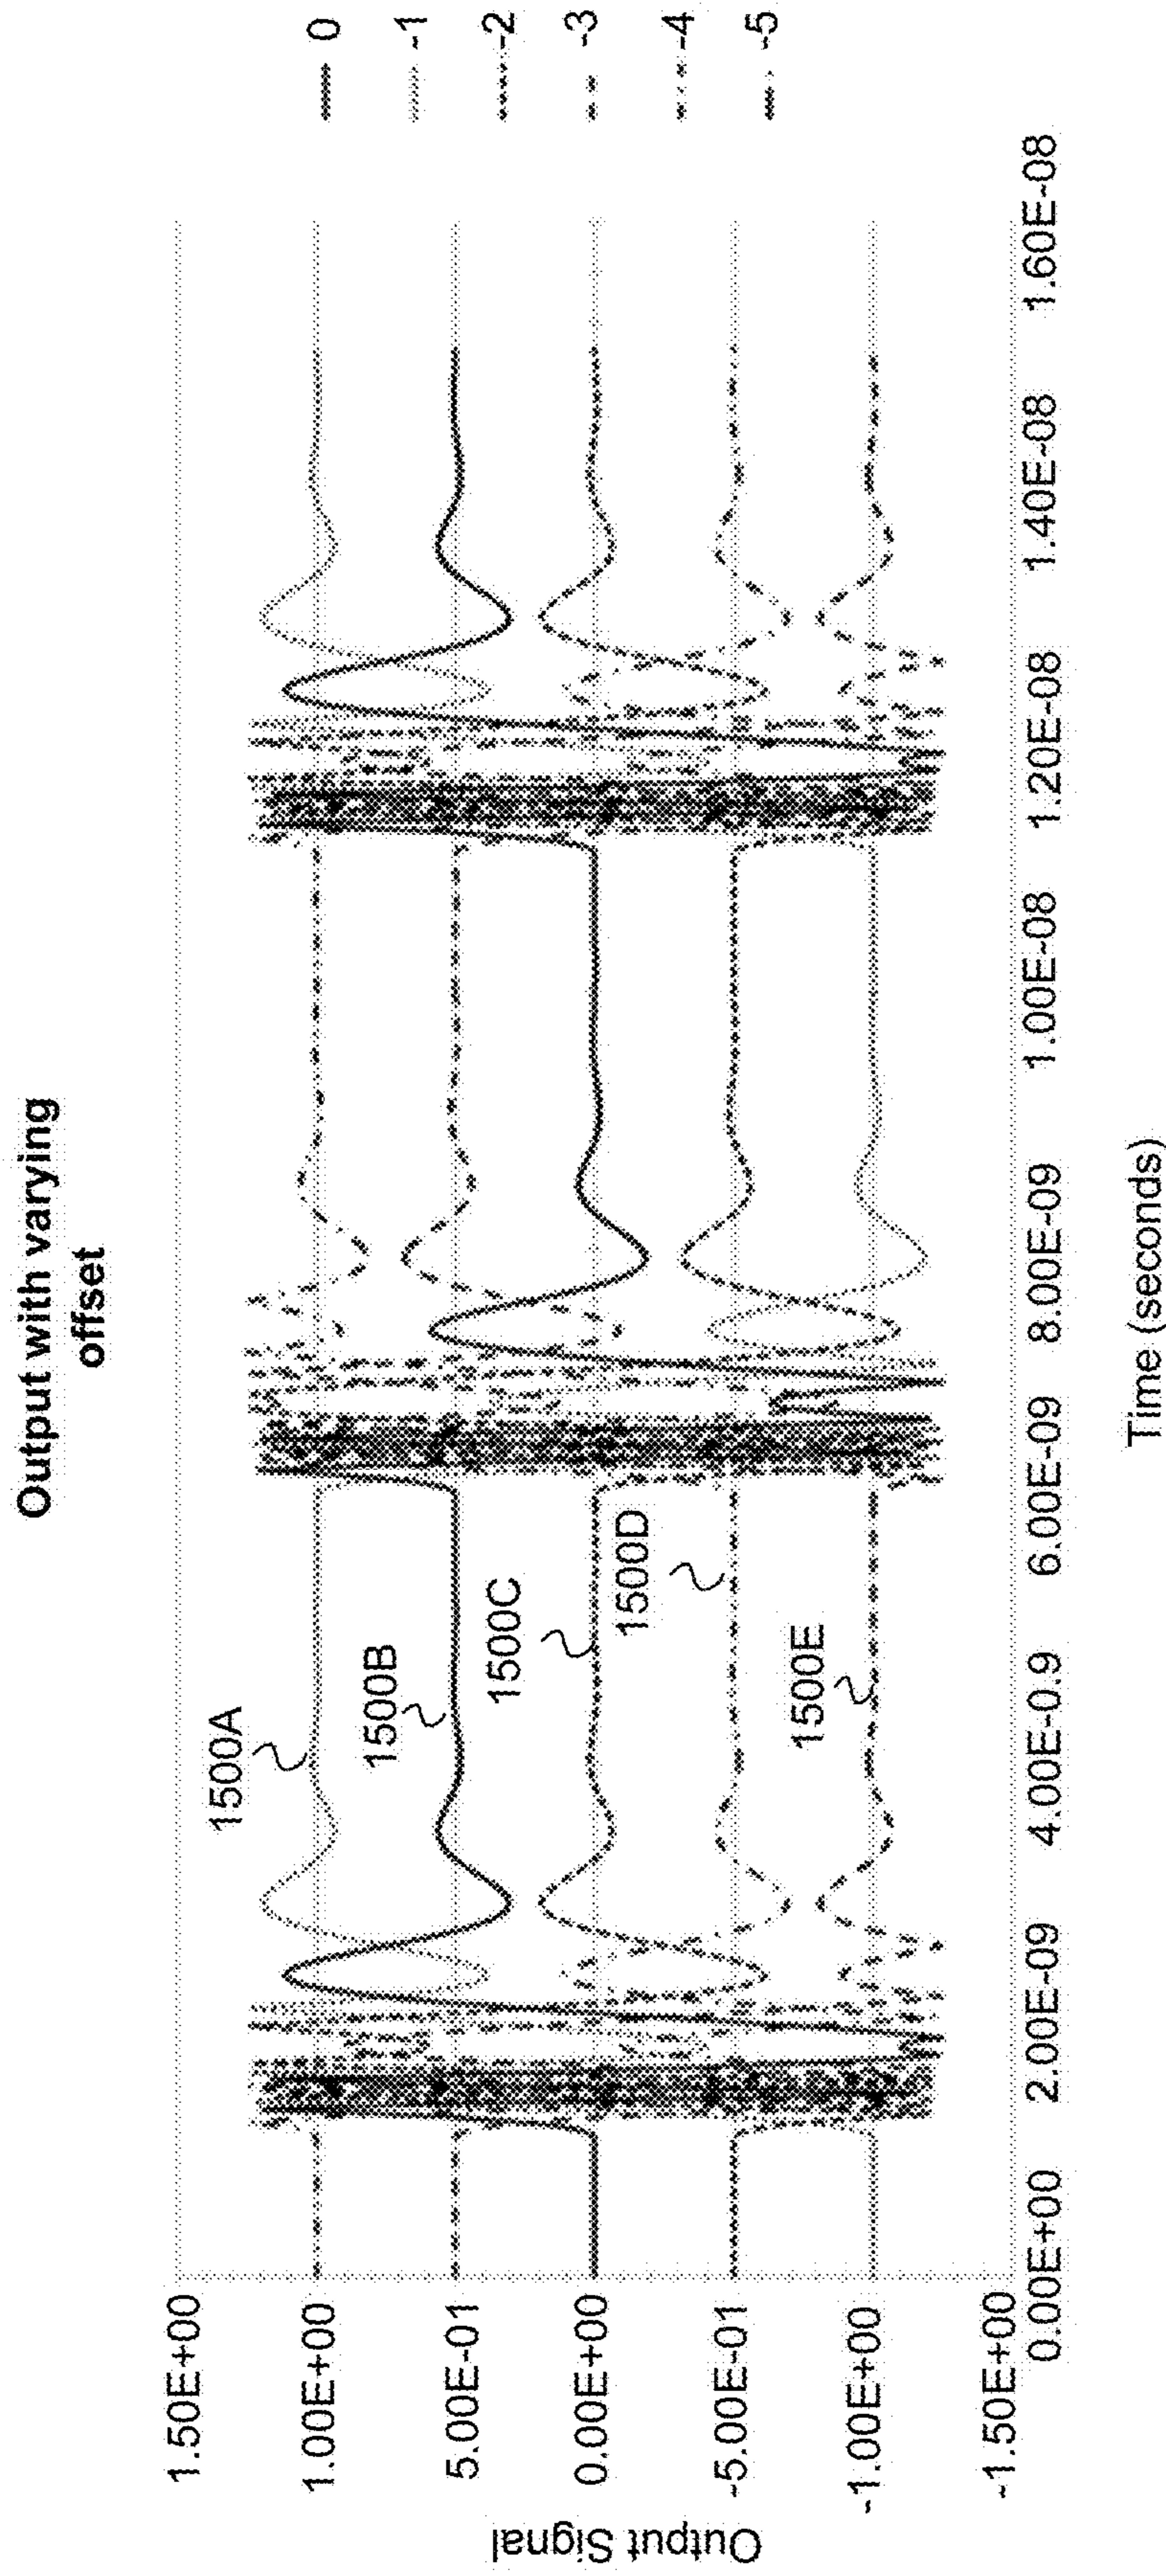 Output with varying
offset
Output Signal
1.50E+00
1.00E+00
5.00E-01
0.00E+00
-5.00E-01
-1.00E+00
-1.50E+00
1500A
1500B
1500C
1500D
1500E
0
-1
-2
-3
-4
-5
0.00E+00 2.00E-09 4.00E-0.9 6.00E-09 8.00E-09 1.00E-08 1.20E-08 1.40E-08 1.60E-08
Time (seconds)